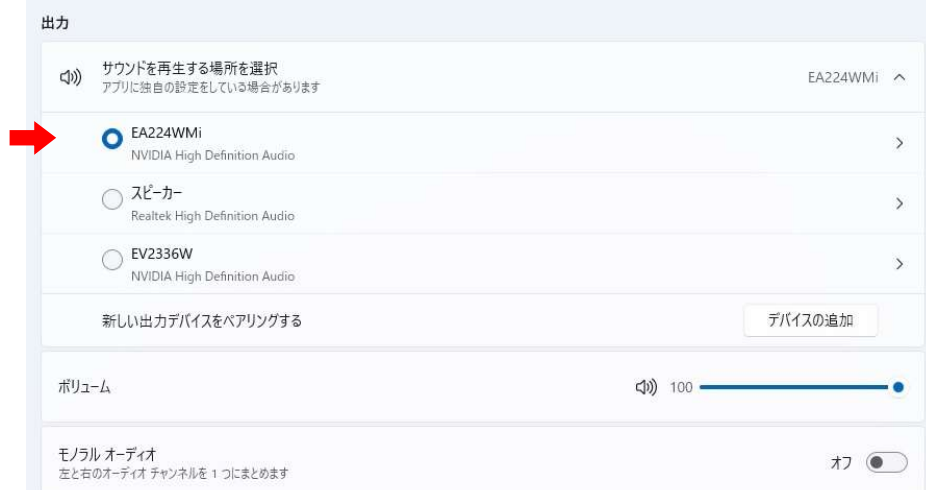 出力
サウンドを再生する場所を選択
アプリに独自の設定をしている場合があります
EA224WMi
EA224WMi
NVIDIA High Definition Audio
スピーカー
Realtek High Definition Audio
EV2336W
NVIDIA High Definition Audio
新しい出力デバイスをペアリングする
デバイスの追加
ボリューム
100
モノラル オーディオ
左と右のオーディオ チャンネルを 1 つにまとめます
オフ